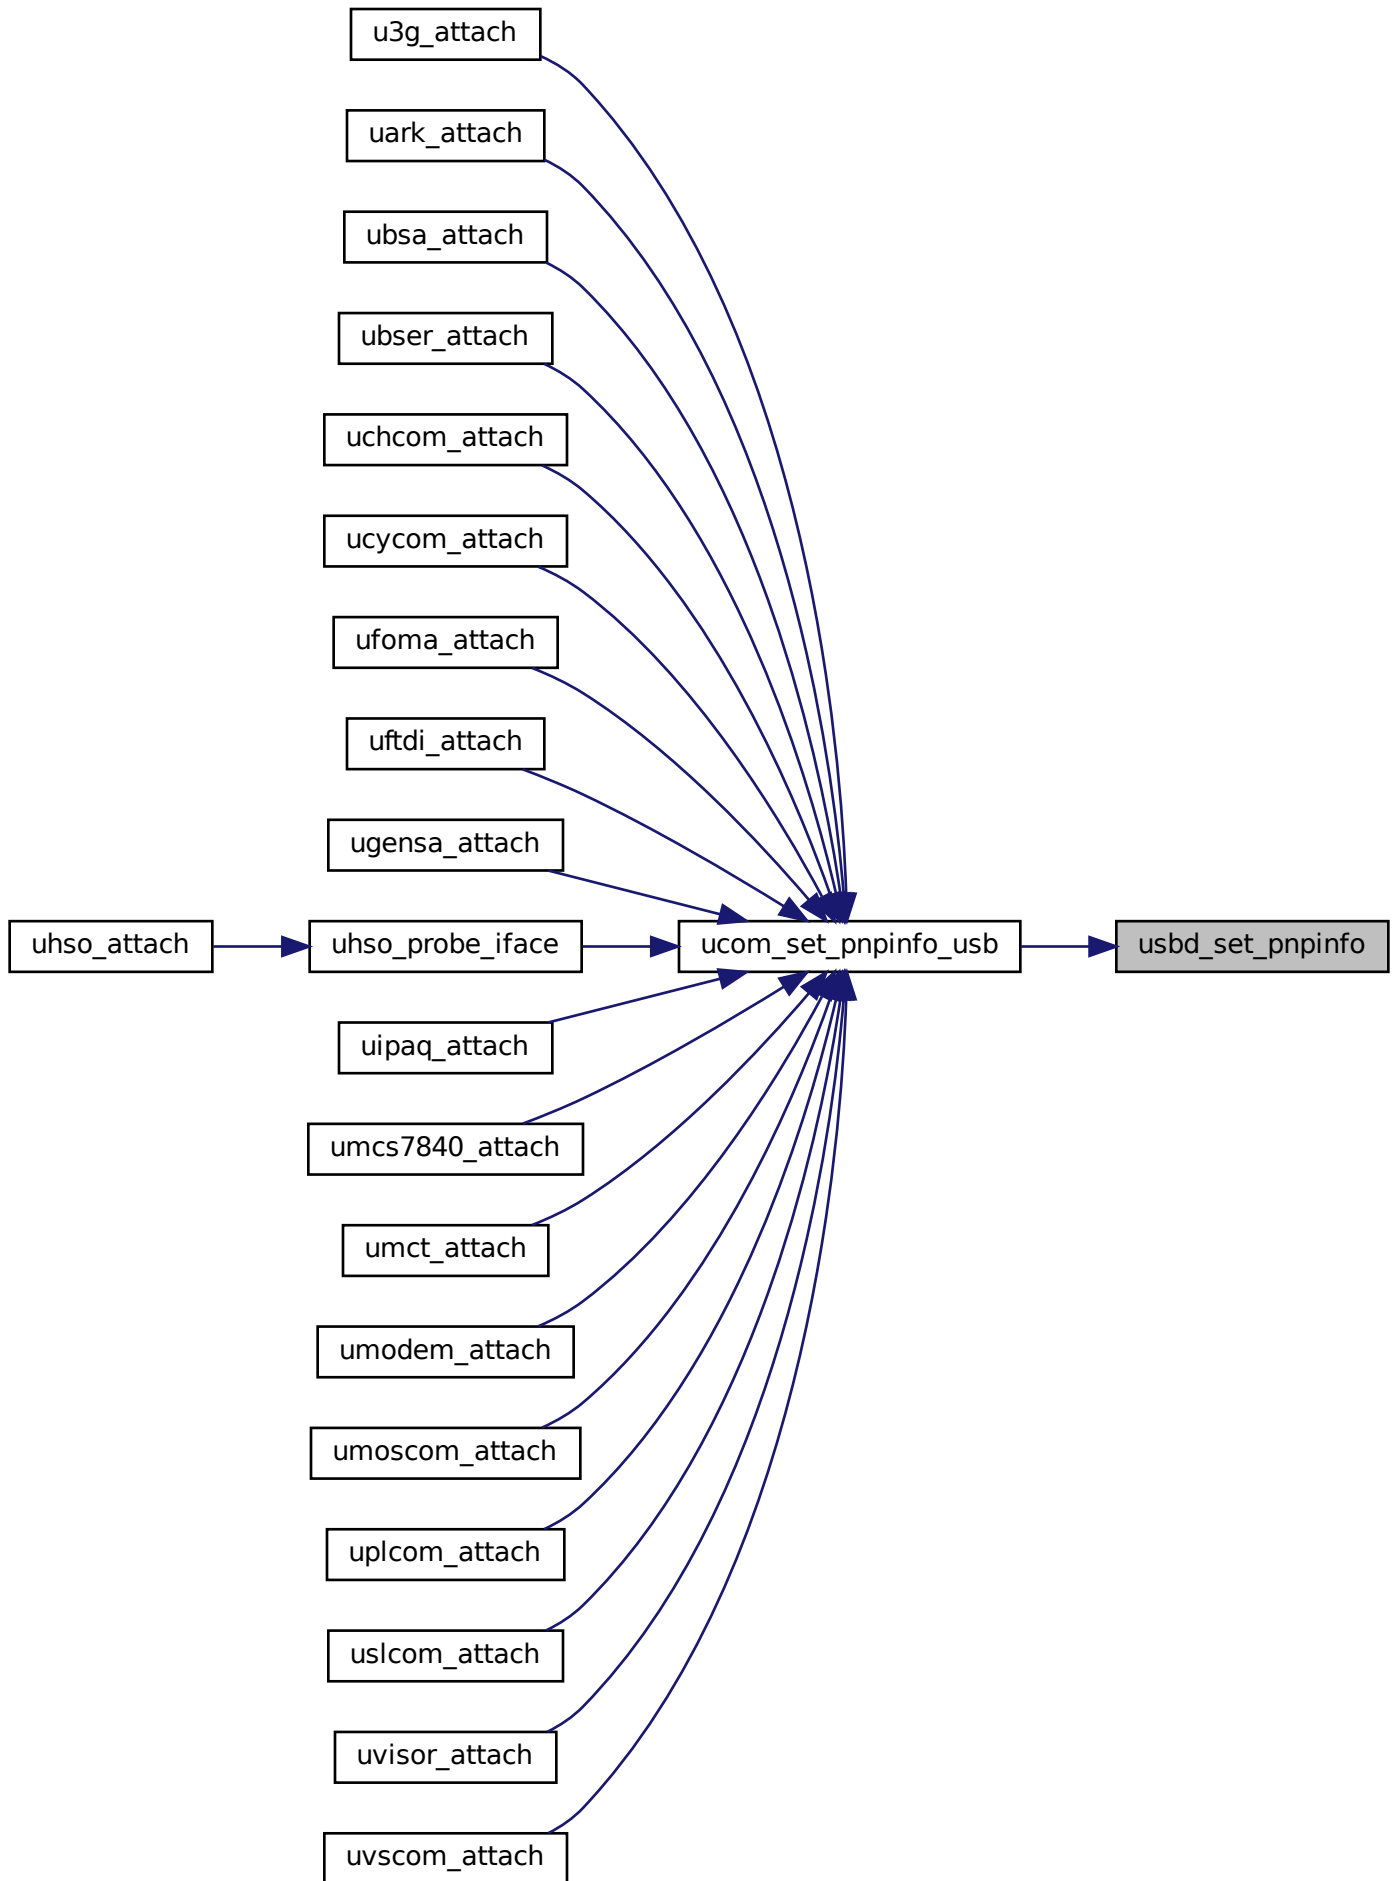 u3g_attach
uark_attach
ubsa_attach
ubser_attach
uchcom_attach
ucycom_attach
ufoma_attach
uftdi_attach
ugensa_attach
uhso_attach
uhso_probe_iface
ucom_set_pnpinfo_usb
usbd_set_pnpinfo
uipaq_attach
umcs7840_attach
umct_attach
umodem_attach
umoscom_attach
uplcom_attach
uslcom_attach
uvisor_attach
uvscom_attach